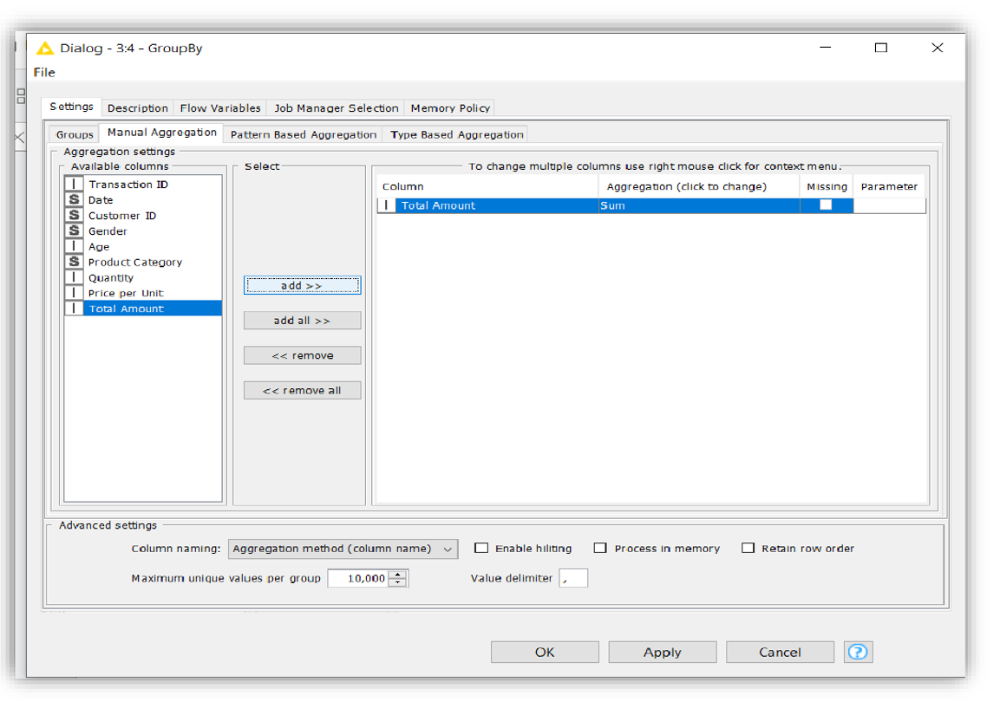 Dialog - 3:4 - GroupBy
File
Settings Description Flow Variables Job Manager Selection Memory Policy
Groups Manual Aggregation Pattern Based Aggregation Type Based Aggregation
Aggregation settings
Available columns
I Transaction ID
S Date
S Customer ID
S Gender
I Age
S Product Category
I Quantity
I Price per Unit
I Total Amount
Select
add >>
add all >>
<< remove
<< remove all
To change multiple columns use right mouse click for context menu.
Column Aggregation (click to change) Missing Parameter
I Total Amount Sum
Advanced settings
Column naming: Aggregation method (column name) Enable hiliting Process in memory Retain row order
Maximum unique values per group 10,000 Value delimiter ,
OK Apply Cancel ?